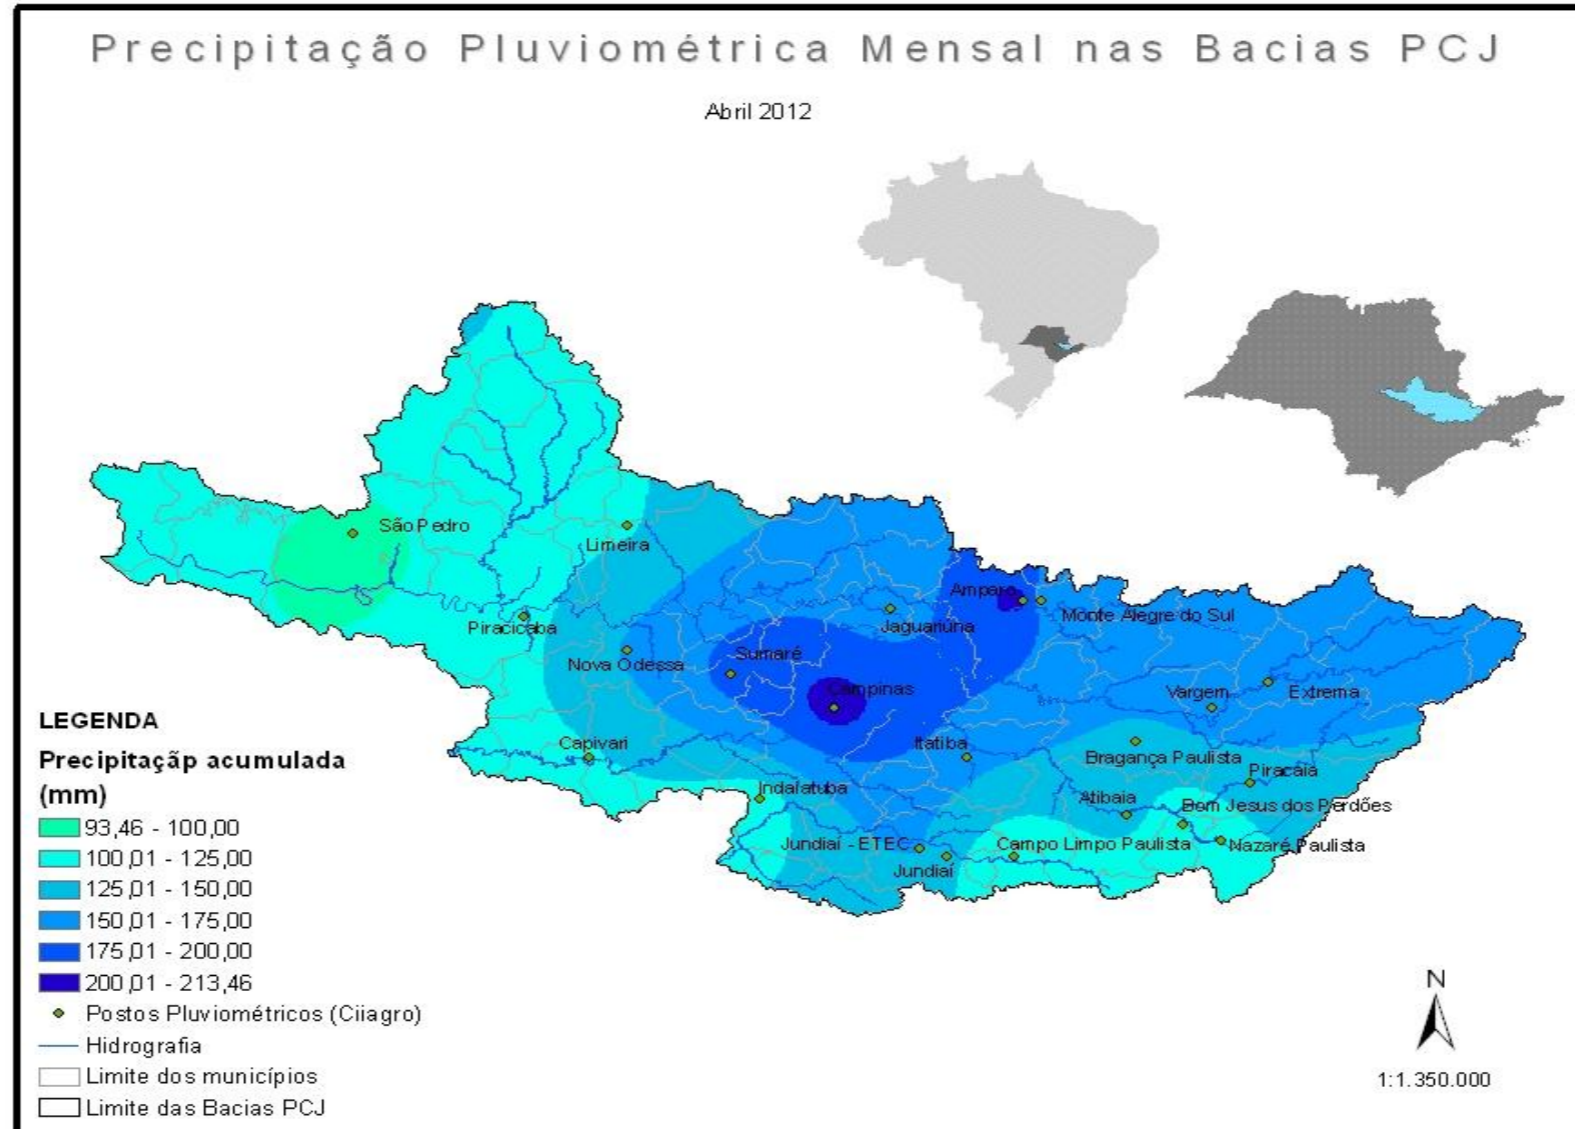 Precipitação Pluviométrica Mensal nas Bacias PCJ
Abril 2012
São Pedro
Limeira
Piracicaba
Nova Odessa
Sumaré
Campinas
Jaguariúna
Amparo
Monte Alegre do Sul
Vargem
Extrema
Capivari
Itatiba
Bragança Paulista
Piracaia
Indaiatuba
Atibaia
Bom Jesus dos Perdões
Jundiaí - ETEC
Jundiaí
Campo Limpo Paulista
Nazaré Paulista
LEGENDA
Precipitaçãp acumulada
(mm)
93,46 - 100,00
100,01 - 125,00
125,01 - 150,00
150,01 - 175,00
175,01 - 200,00
200,01 - 213,46
Postos Pluviométricos (Ciiagro)
Hidrografia
Limite dos municípios
Limite das Bacias PCJ
N
1:1.350.000